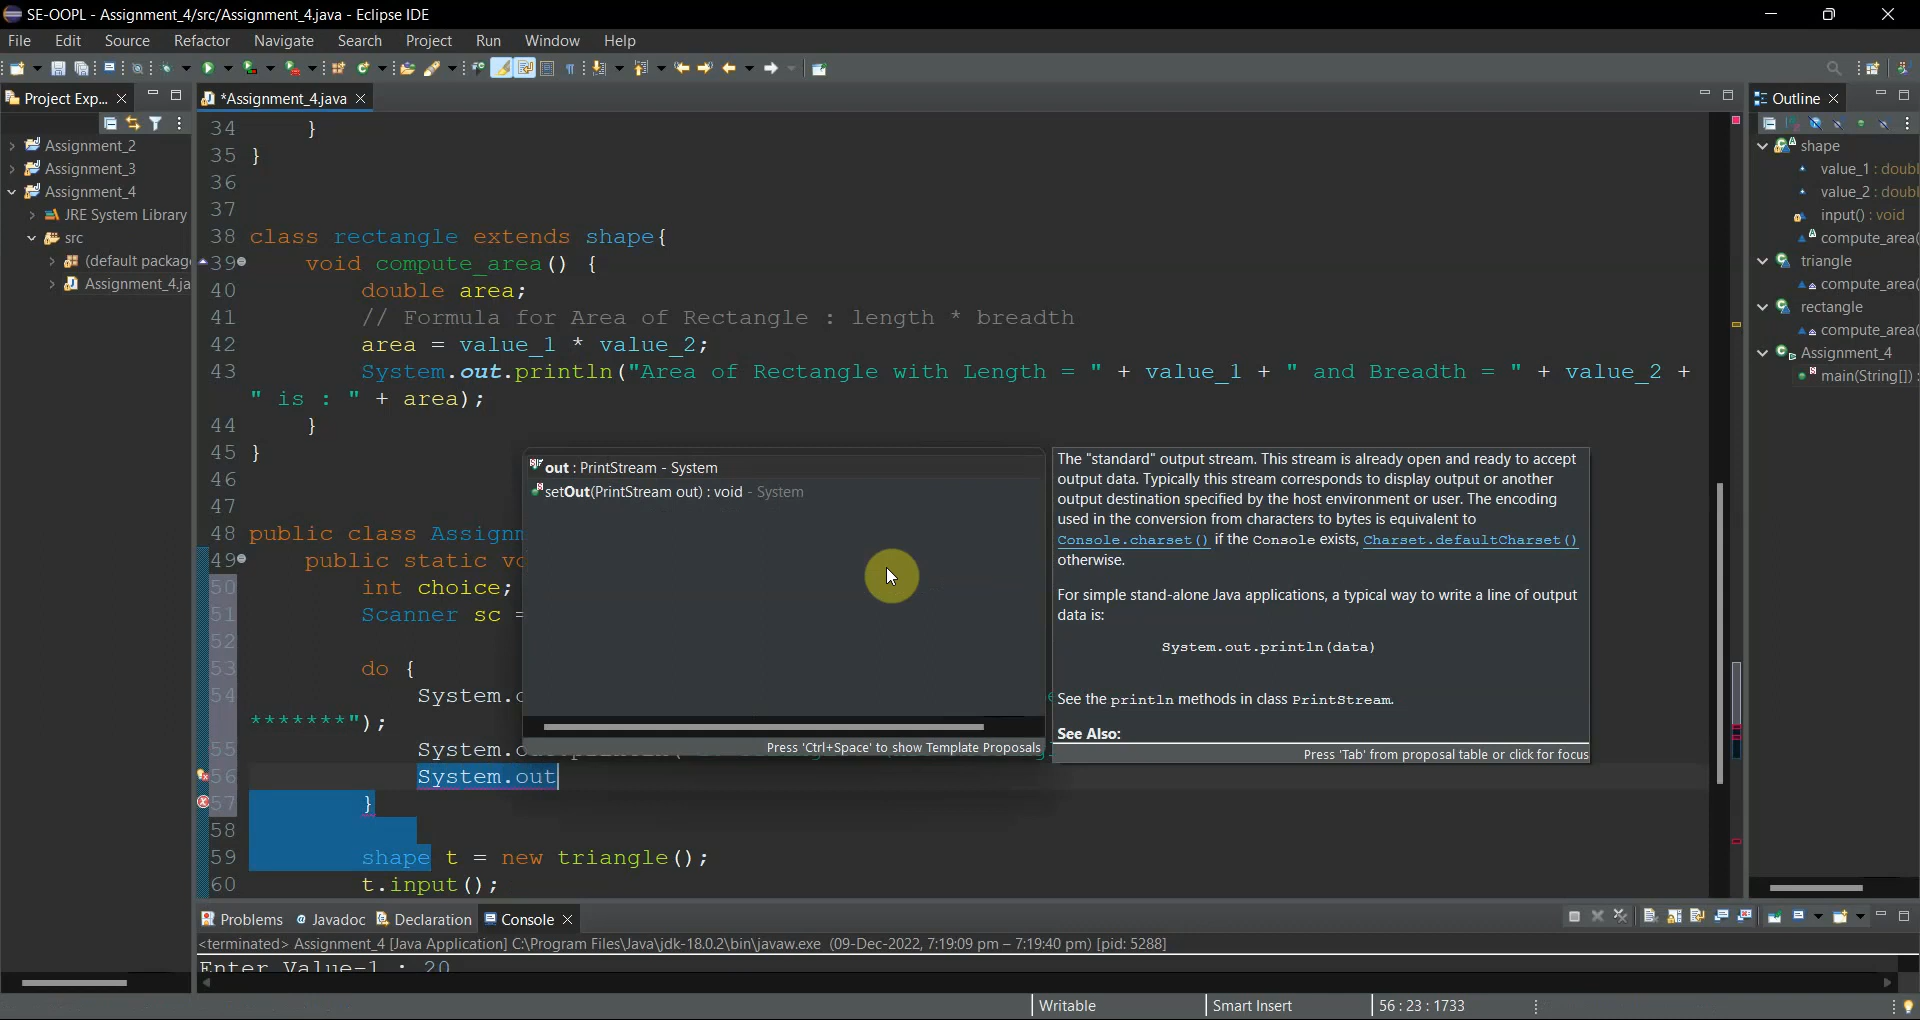 SE-OOPL - Assignment_4/src/Assignment_4.java - Eclipse IDE
File Edit Source Refactor Navigate Search Project Run Window Help
Project Exp...
*Assignment_4.java
Outline
Assignment_2
Assignment_3
Assignment_4
JRE System Library
src
(default packag
Assignment_4.ja
34 }
35 }
36
37
38 class rectangle extends shape{
39 void compute_area() {
40 double area;
41 // Formula for Area of Rectangle : length * breadth
42 area = value_1 * value_2;
43 System.out.println("Area of Rectangle with Length = " + value_1 + " and Breadth = " + value_2 +
" is : " + area);
44 }
45 }
46
47
48 public class Assignm
49 public static vo
50 int choice;
51 Scanner sc =
52
53 do {
54 System.o
*******");
55 System.o
56 System.out
57 }
58
59 shape t = new triangle();
60 t.input();
out : PrintStream - System
setOut(PrintStream out) : void - System
Press 'Ctrl+Space' to show Template Proposals
The "standard" output stream. This stream is already open and ready to accept
output data. Typically this stream corresponds to display output or another
output destination specified by the host environment or user. The encoding
used in the conversion from characters to bytes is equivalent to
Console.charset() if the Console exists, Charset.defaultCharset()
otherwise.
For simple stand-alone Java applications, a typical way to write a line of output
data is:
System.out.println(data)
See the println methods in class PrintStream.
See Also:
Press 'Tab' from proposal table or click for focus
shape
value_1 : doubl
value_2 : doubl
input() : void
compute_area(
triangle
compute_area(
rectangle
compute_area(
Assignment_4
main(String[]) :
Problems Javadoc Declaration Console
<terminated> Assignment_4 [Java Application] C:\Program Files\Java\jdk-18.0.2\bin\javaw.exe (09-Dec-2022, 7:19:09 pm – 7:19:40 pm) [pid: 5288]
Enter Value-1 : 20
Writable Smart Insert 56 : 23 : 1733